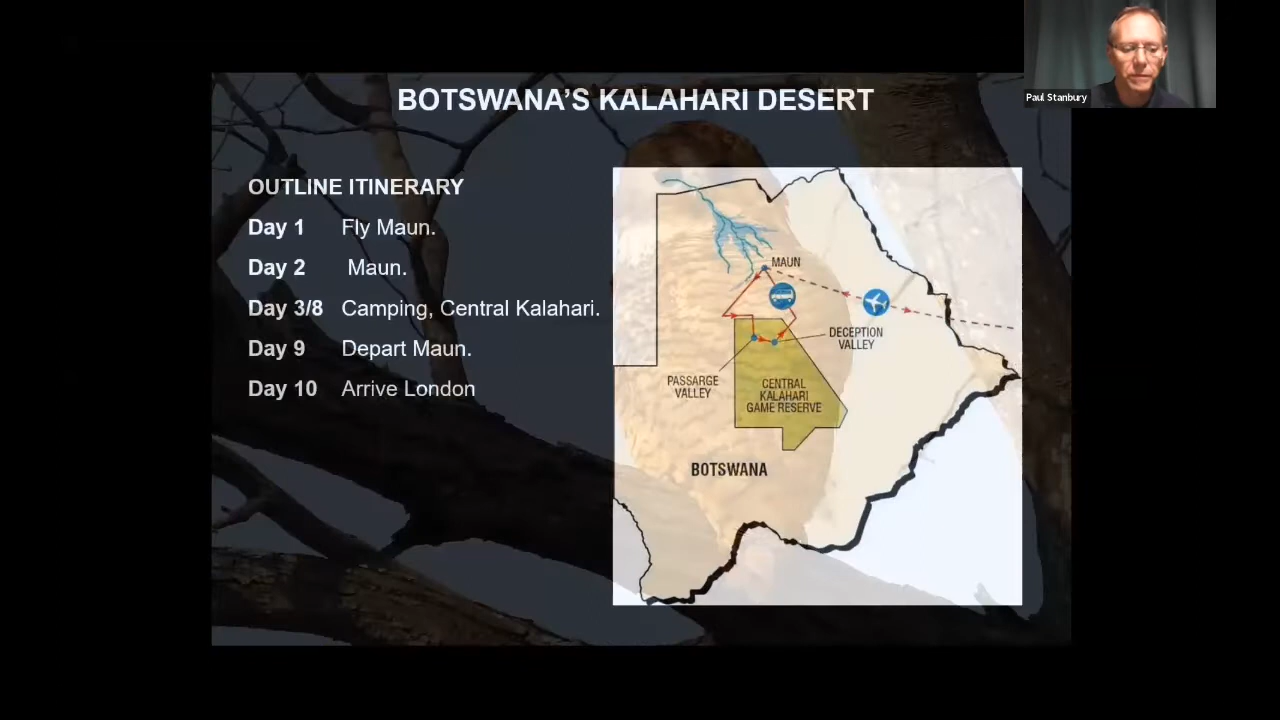 BOTSWANA'S KALAHARI DESERT
Paul Stanbury
OUTLINE ITINERARY
Day 1 Fly Maun.
Day 2 Maun.
Day 3/8 Camping, Central Kalahari.
Day 9 Depart Maun.
Day 10 Arrive London
MAUN
DECEPTION
VALLEY
PASSARGE
VALLEY
CENTRAL
KALAHARI
GAME RESERVE
BOTSWANA